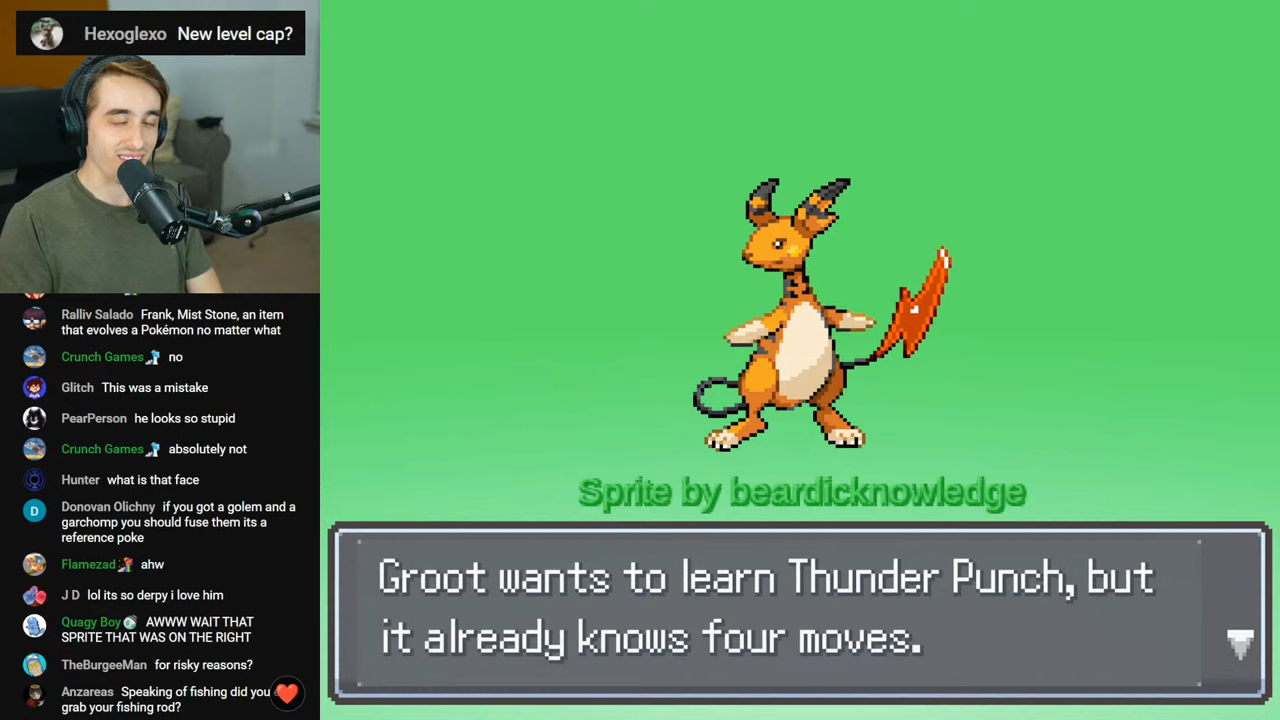 Hexoglexo New level cap?
Ralliv Salado Frank, Mist Stone, an item
that evolves a Pokémon no matter what
Crunch Games no
Glitch This was a mistake
PearPerson he looks so stupid
Crunch Games absolutely not
Hunter what is that face
D
Donovan Olichny if you got a golem and a
garchomp you should fuse them its a
reference poke
Flamezad ahw
J D lol its so derpy i love him
Quagy Boy AWWW WAIT THAT
SPRITE THAT WAS ON THE RIGHT
TheBurgeeMan for risky reasons?
Anzareas Speaking of fishing did you
grab your fishing rod?
Sprite by beardicknowledge
Groot wants to learn Thunder Punch, but
it already knows four moves.